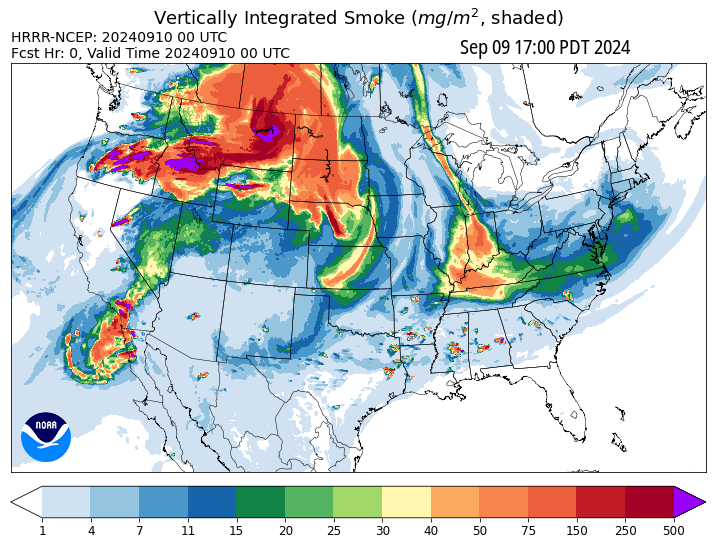 Vertically Integrated Smoke (mg/m², shaded)
HRRR-NCEP: 20240910 00 UTC
Fcst Hr: 0, Valid Time 20240910 00 UTC
Sep 09 17:00 PDT 2024
NOAA
1 4 7 11 15 20 25 30 40 50 75 150 250 500